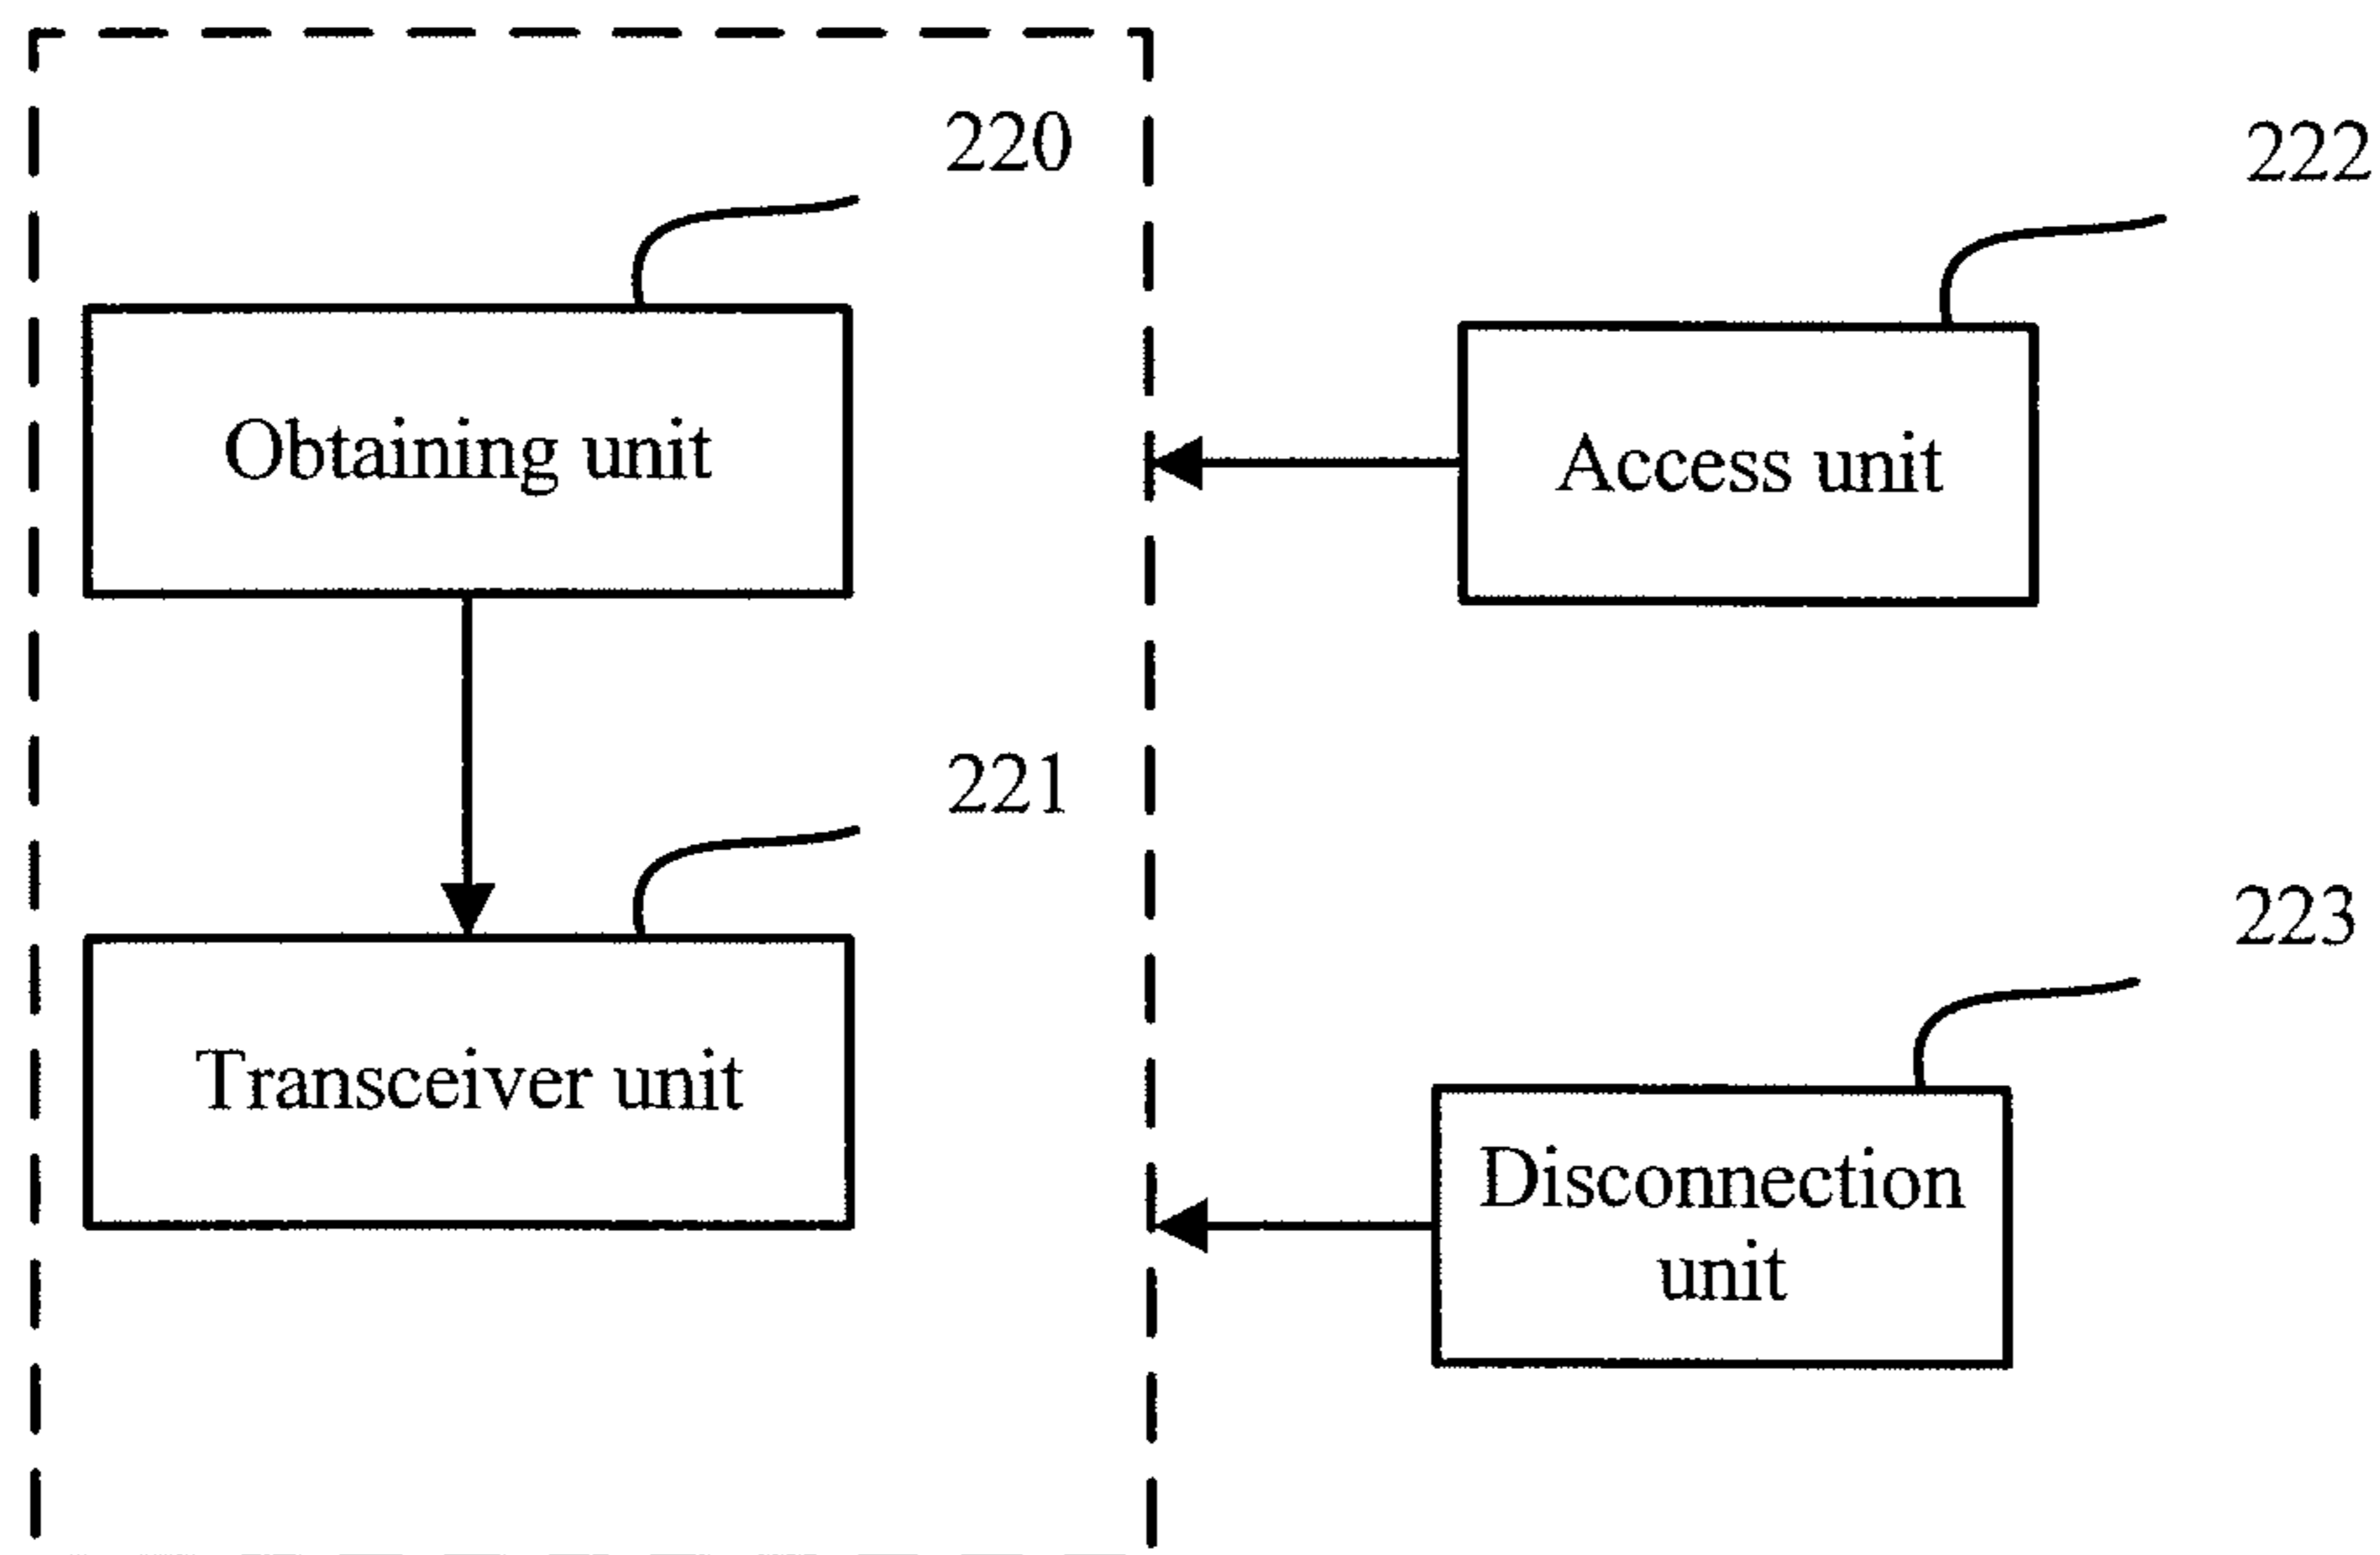 220
222
Obtaining unit
Access unit
221
223
Transceiver unit
Disconnection
unit